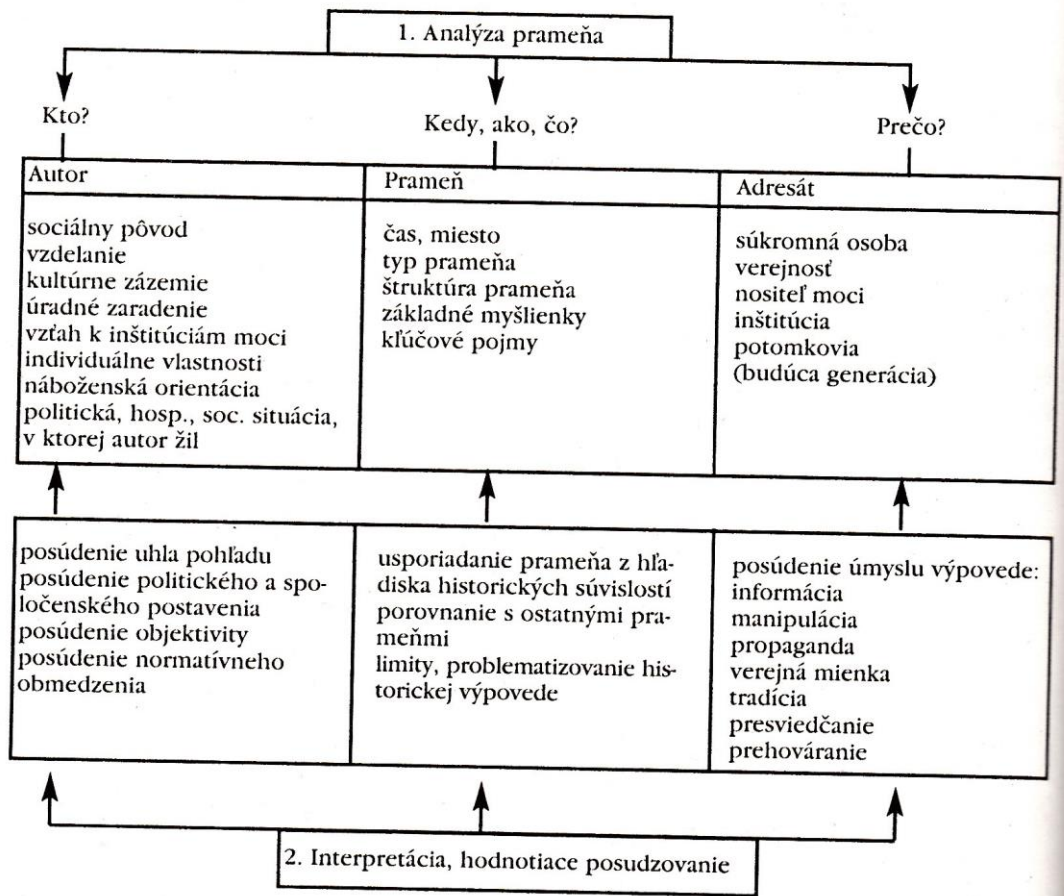 1. Analýza prameňa
Kto?
Kedy, ako, čo?
Prečo?
Autor
sociálny pôvod
vzdelanie
kultúrne zázemie
úradné zaradenie
vzťah k inštitúciám moci
individuálne vlastnosti
náboženská orientácia
politická, hosp., soc. situácia,
v ktorej autor žil
Prameň
čas, miesto
typ prameňa
štruktúra prameňa
základné myšlienky
kľúčové pojmy
Adresát
súkromná osoba
verejnosť
nositeľ moci
inštitúcia
potomkovia
(budúca generácia)
posúdenie uhla pohľadu
posúdenie politického a spo-
ločenského postavenia
posúdenie objektivity
posúdenie normatívneho
obmedzenia
usporiadanie prameňa z hľa-
diska historických súvislostí
porovnanie s ostatnými pra-
meňmi
limity, problematizovanie his-
torickej výpovede
posúdenie úmyslu výpovede:
informácia
manipulácia
propaganda
verejná mienka
tradícia
presviedčanie
prehováranie
2. Interpretácia, hodnotiace posudzovanie